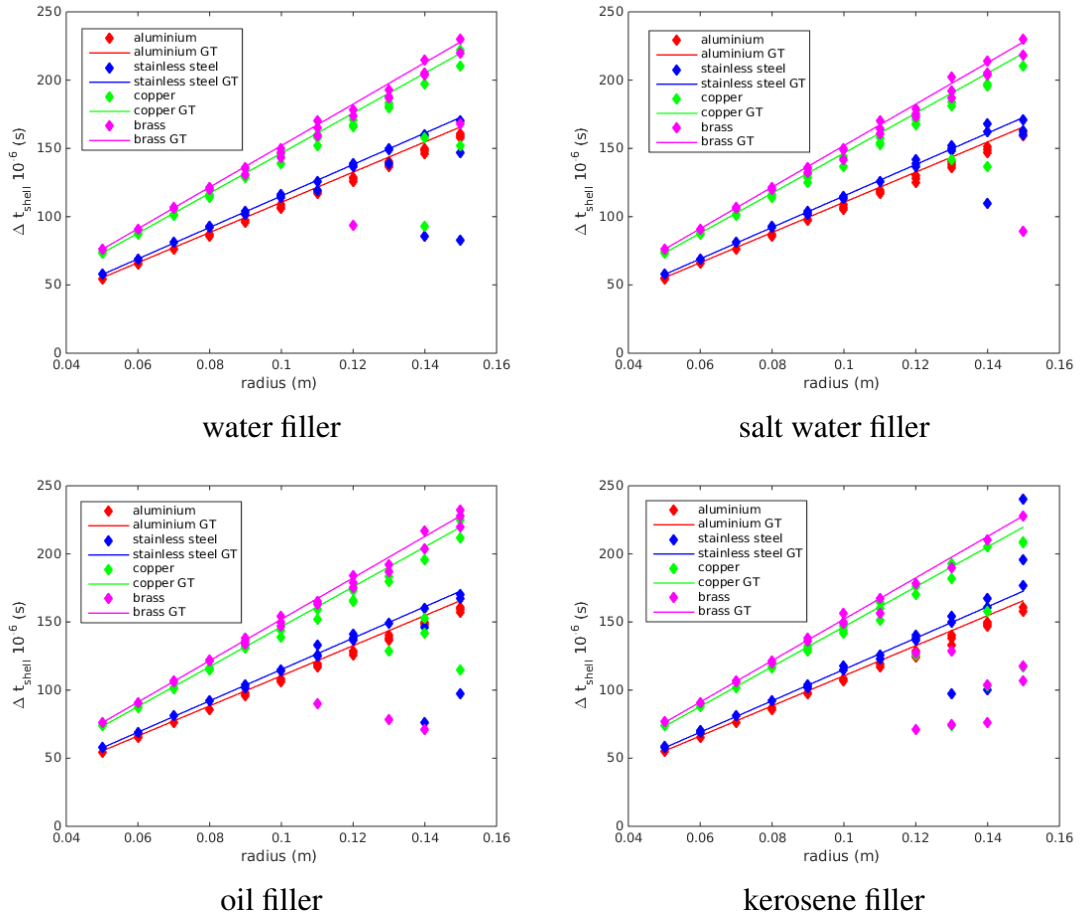 250
200
150
100
50
0
Δ t_shell 10^-6 (s)
aluminium
aluminium GT
stainless steel
stainless steel GT
copper
copper GT
brass
brass GT
0.04 0.06 0.08 0.1 0.12 0.14 0.16
radius (m)
water filler
250
200
150
100
50
0
Δ t_shell 10^-6 (s)
aluminium
aluminium GT
stainless steel
stainless steel GT
copper
copper GT
brass
brass GT
0.04 0.06 0.08 0.1 0.12 0.14 0.16
radius (m)
salt water filler
250
200
150
100
50
0
Δ t_shell 10^-6 (s)
aluminium
aluminium GT
stainless steel
stainless steel GT
copper
copper GT
brass
brass GT
0.04 0.06 0.08 0.1 0.12 0.14 0.16
radius (m)
oil filler
250
200
150
100
50
0
Δ t_shell 10^-6 (s)
aluminium
aluminium GT
stainless steel
stainless steel GT
copper
copper GT
brass
brass GT
0.04 0.06 0.08 0.1 0.12 0.14 0.16
radius (m)
kerosene filler